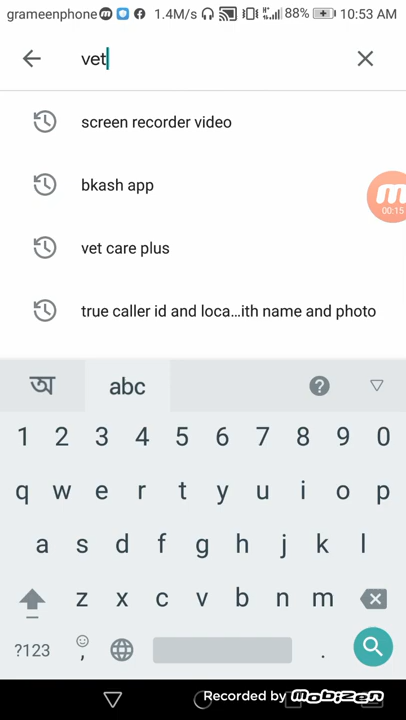 grameenphone 1.4M/s 88% 10:53 AM
vet
screen recorder video
bkash app
00:15
vet care plus
true caller id and loca...ith name and photo
অ abc ?
1 2 3 4 5 6 7 8 9 0
q w e r t y u i o p
a s d f g h j k l
z x c v b n m
?123 , .
Recorded by mobizen